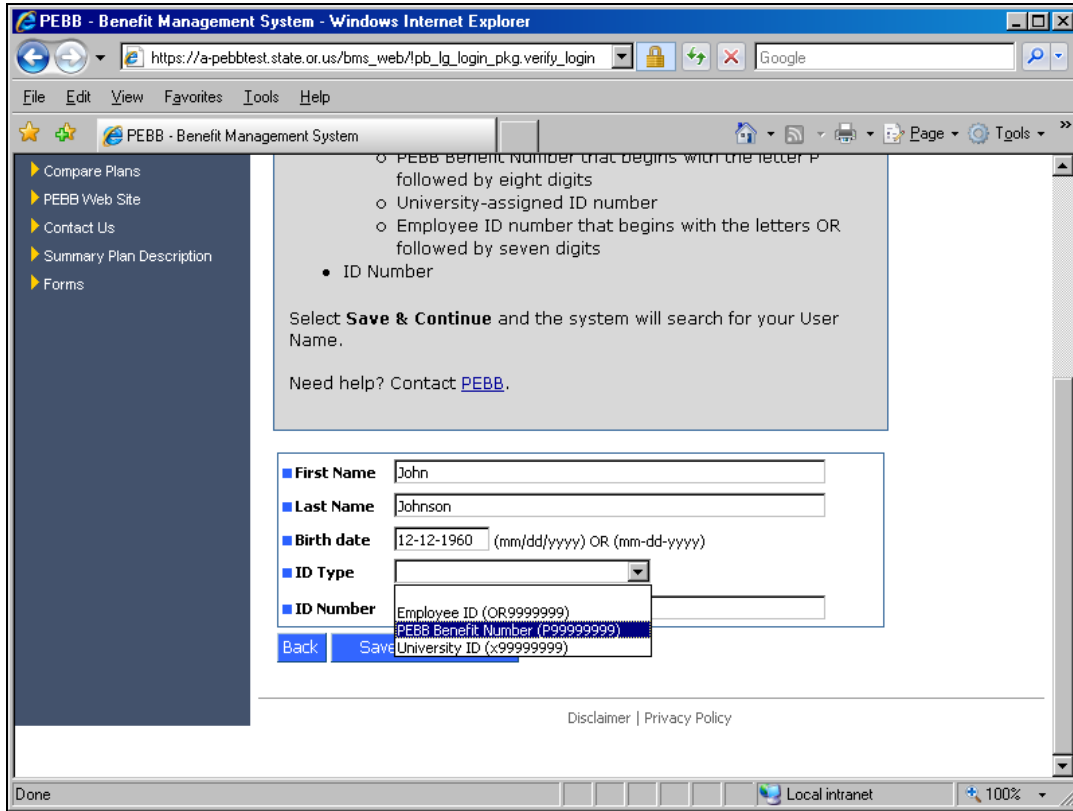 PEBB - Benefit Management System - Windows Internet Explorer
https://a-pebbtest.state.or.us/bms_web/!pb_lg_login_pkg.verify_login
Google
File Edit View Favorites Tools Help
PEBB - Benefit Management System
Page Tools »
Compare Plans
PEBB Web Site
Contact Us
Summary Plan Description
Forms
o PEBB Benefit Number that begins with the letter P
followed by eight digits
o University-assigned ID number
o Employee ID number that begins with the letters OR
followed by seven digits
• ID Number
Select Save & Continue and the system will search for your User
Name.
Need help? Contact PEBB.
First Name John
Last Name Johnson
Birth date 12-12-1960 (mm/dd/yyyy) OR (mm-dd-yyyy)
ID Type
ID Number
Employee ID (OR9999999)
PEBB Benefit Number (P99999999)
University ID (x99999999)
Back Save
Disclaimer | Privacy Policy
Done Local intranet 100%